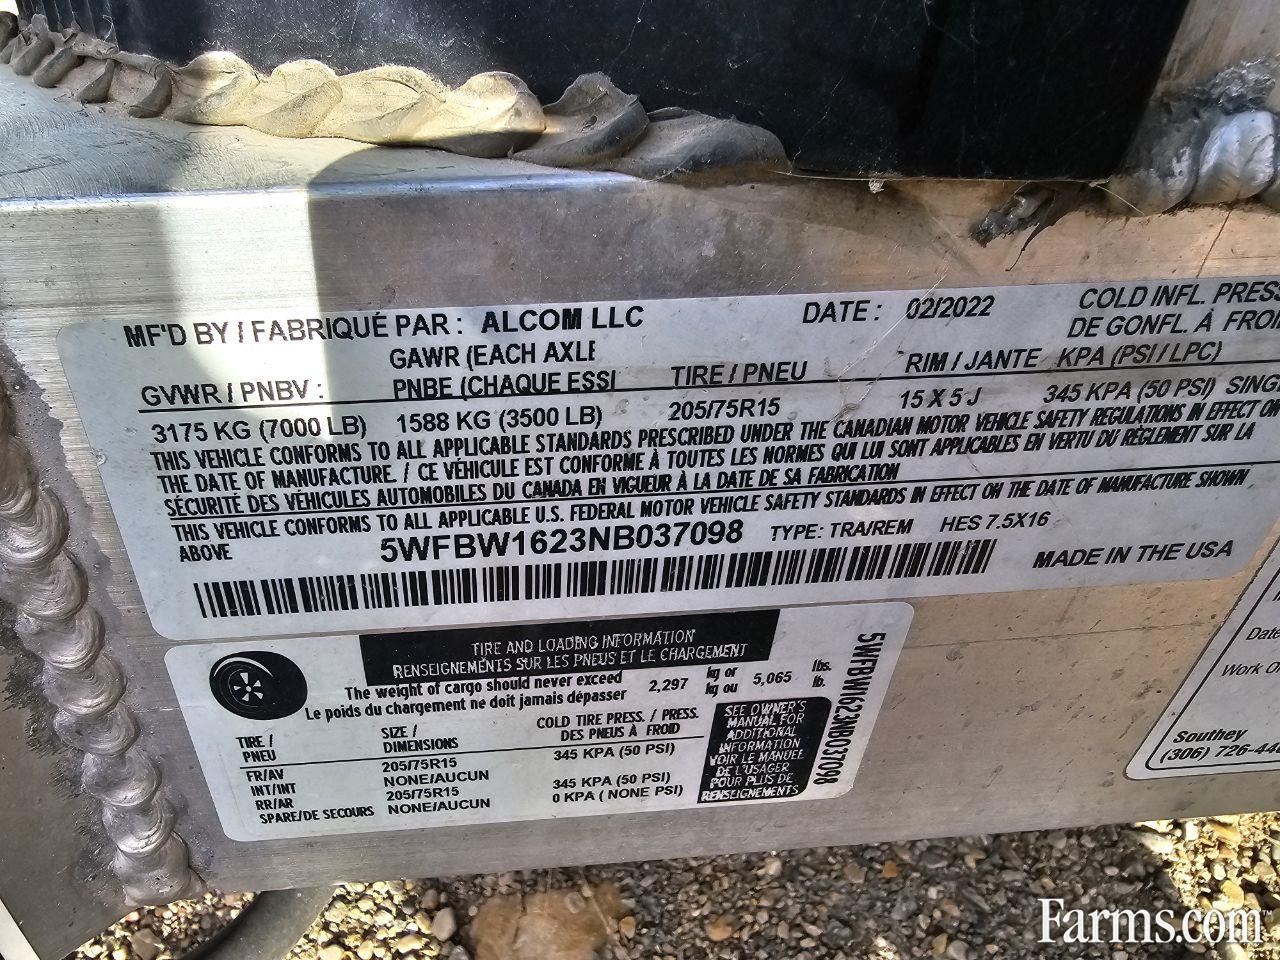 MF'D BY / FABRIQUÉ PAR : ALCOM LLC DATE : 02/2022 COLD INFL. PRESS
DE GONFL. À FROI
GAWR (EACH AXLE
GVWR / PNBV : PNBE (CHAQUE ESSI TIRE / PNEU RIM / JANTE KPA (PSI / LPC)
3175 KG (7000 LB) 1588 KG (3500 LB) 205/75R15 15 X 5 J 345 KPA (50 PSI) SING
THIS VEHICLE CONFORMS TO ALL APPLICABLE STANDARDS PRESCRIBED UNDER THE CANADIAN MOTOR VEHICLE SAFETY REGULATIONS IN EFFECT ON
THE DATE OF MANUFACTURE. / CE VÉHICULE EST CONFORME À TOUTES LES NORMES QUI LUI SONT APPLICABLES EN VERTU DU RÈGLEMENT SUR LA
SÉCURITÉ DES VÉHICULES AUTOMOBILES DU CANADA EN VIGUEUR À LA DATE DE SA FABRICATION
THIS VEHICLE CONFORMS TO ALL APPLICABLE U.S. FEDERAL MOTOR VEHICLE SAFETY STANDARDS IN EFFECT ON THE DATE OF MANUFACTURE SHOWN
ABOVE 5WFBW1623NB037098 TYPE: TRA/REM HES 7.5X16
MADE IN THE USA
TIRE AND LOADING INFORMATION
RENSEIGNEMENTS SUR LES PNEUS ET LE CHARGEMENT
The weight of cargo should never exceed
Le poids du chargement ne doit jamais dépasser
2,297 kg or
kg ou 5,065 lbs.
lb.
TIRE /
PNEU
SIZE /
DIMENSIONS
COLD TIRE PRESS. / PRESS.
DES PNEUS À FROID
FR/AV 205/75R15 345 KPA (50 PSI)
INT/INT NONE/AUCUN
RR/AR 205/75R15 345 KPA (50 PSI)
SPARE/DE SECOURS NONE/AUCUN 0 KPA ( NONE PSI)
SEE OWNER'S
MANUAL FOR
ADDITIONAL
INFORMATION
VOIR LE MANUEL
DE L'USAGER
POUR PLUS DE
RENSEIGNEMENTS
5WFBW1623NB037098
Date
Work O
Southey
(306) 726-44
Farms.com